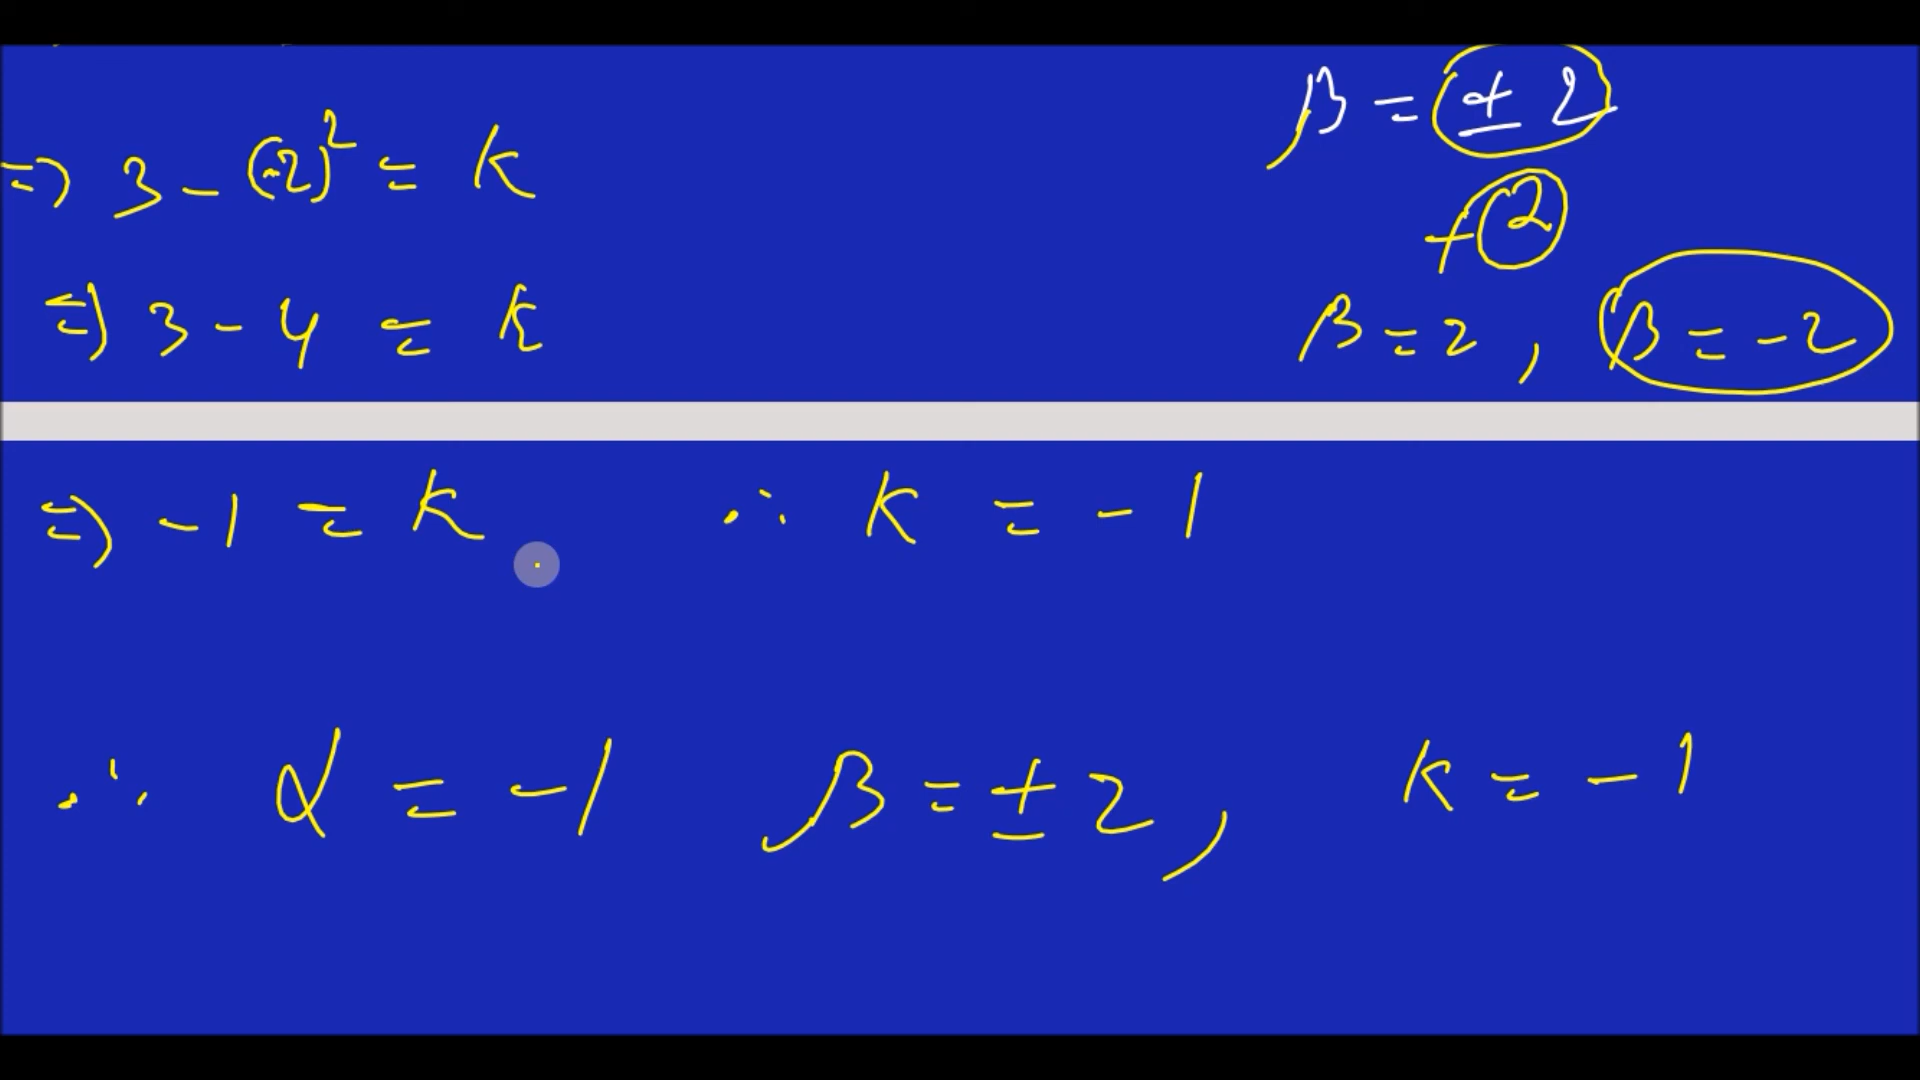 β = ± 2
⇒ 3 - (-2)² = k
+2
⇒ 3 - 4 = k
β = 2 , β = -2
⇒ -1 = k ∴ k = -1
∴ α = -1 β = ± 2 , k = -1